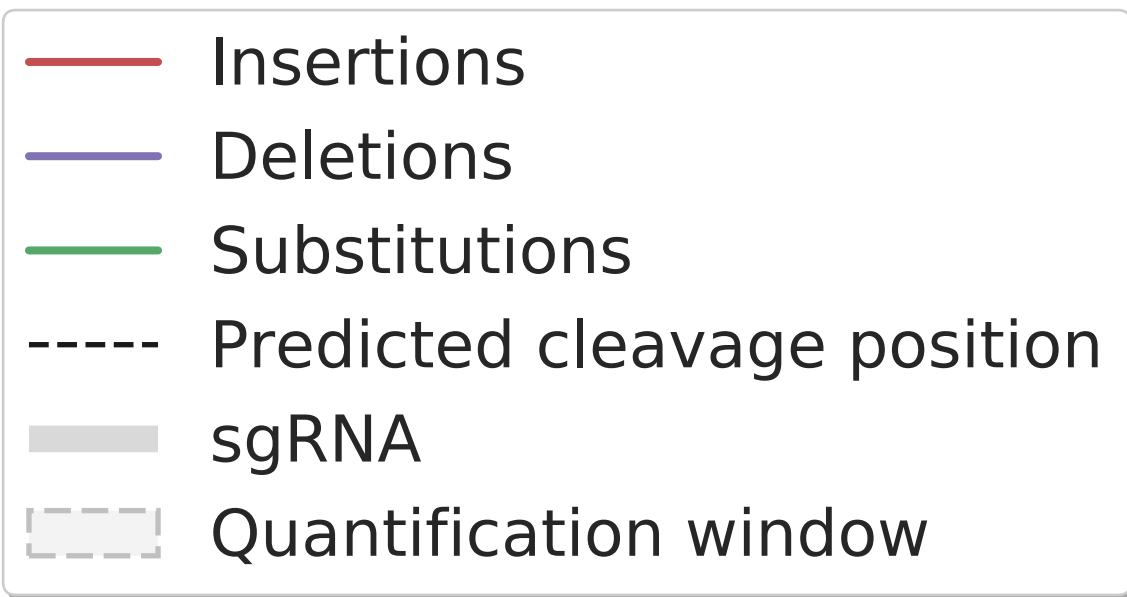 Insertions
Deletions
Substitutions
Predicted cleavage position
sgRNA
Quantification window